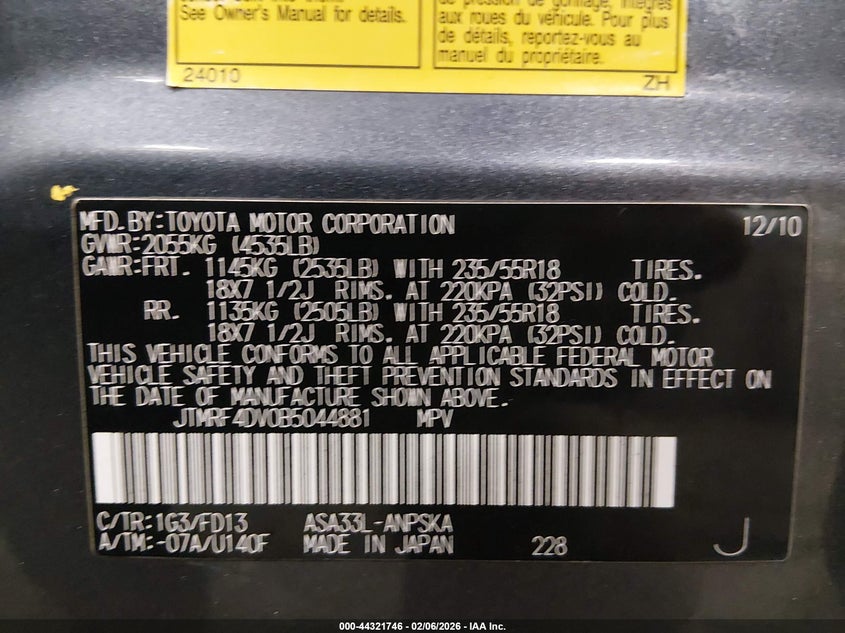 See Owner's Manual for details.
24010
de pression de gonflage, intégrés
aux roues du véhicule. Pour plus
de détails, reportez-vous au
manuel du propriétaire.
ZH
MFD.BY:TOYOTA MOTOR CORPORATION 12/10
GVWR:2055KG (4535LB)
GAWR:FRT. 1145KG (2535LB) WITH 235/55R18 TIRES.
18X7 1/2J RIMS. AT 220KPA (32PSI) COLD.
RR. 1135KG (2505LB) WITH 235/55R18 TIRES.
18X7 1/2J RIMS. AT 220KPA (32PSI) COLD.
THIS VEHICLE CONFORMS TO ALL APPLICABLE FEDERAL MOTOR
VEHICLE SAFETY AND THEFT PREVENTION STANDARDS IN EFFECT ON
THE DATE OF MANUFACTURE SHOWN ABOVE.
JTMRF4DV0B5044881 MPV
C/TR:1G3/FD13 ASA33L-ANPSKA
A/TM:-07A/U140F MADE IN JAPAN 228 J
000-44321746 — 02/06/2026 — IAA Inc.